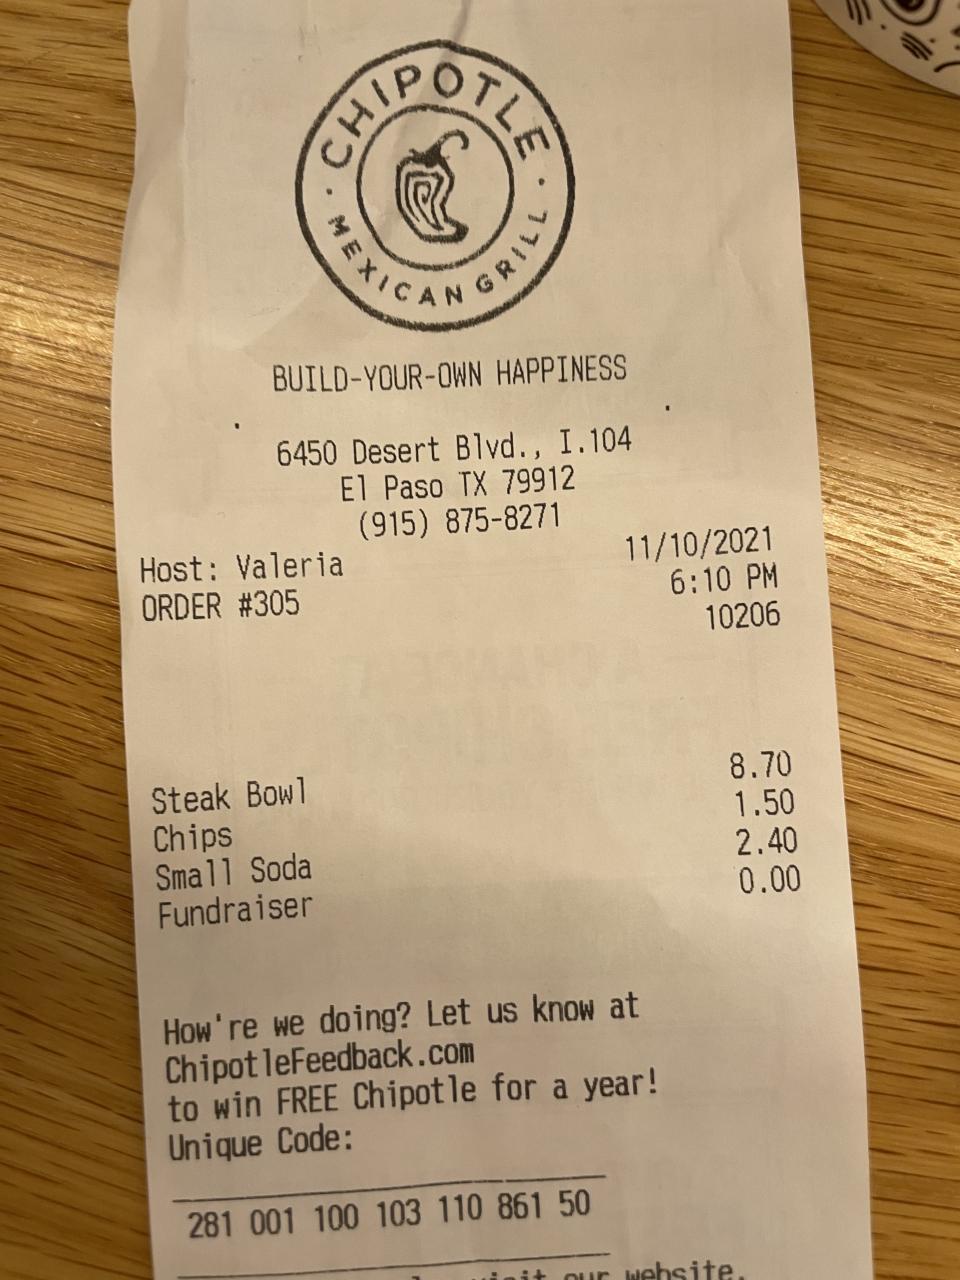 CHIPOTLE
MEXICAN GRILL
BUILD-YOUR-OWN HAPPINESS
6450 Desert Blvd., I.104
El Paso TX 79912
(915) 875-8271
Host: Valeria 11/10/2021
ORDER #305 6:10 PM
10206
Steak Bowl 8.70
Chips 1.50
Small Soda 2.40
Fundraiser 0.00
How're we doing? Let us know at
ChipotleFeedback.com
to win FREE Chipotle for a year!
Unique Code:
281 001 100 103 110 861 50
visit our website.